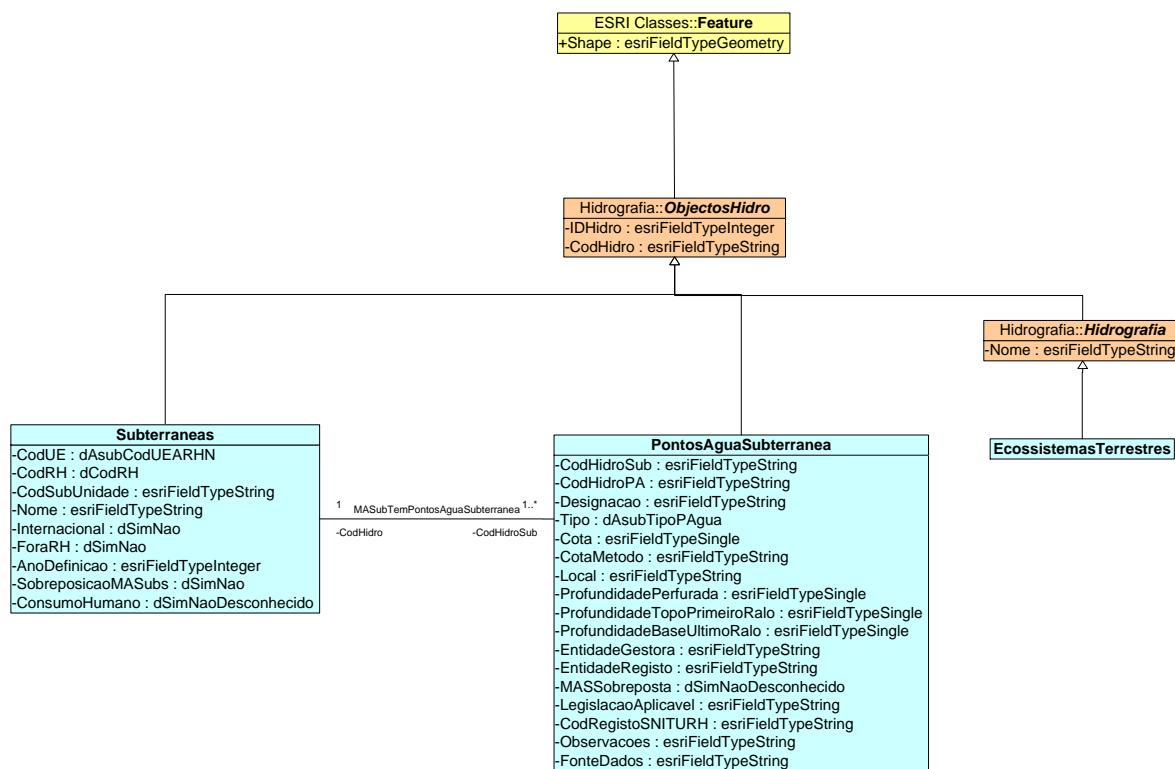 ESRI Classes::Feature
+Shape : esriFieldTypeGeometry
Hidrografia::ObjectosHidro
-IDHidro : esriFieldTypeInteger
-CodHidro : esriFieldTypeString
Hidrografia::Hidrografia
-Nome : esriFieldTypeString
Subterraneas
-CodUE : dAsubCodUEARHN
-CodRH : dCodRH
-CodSubUnidade : esriFieldTypeString
-Nome : esriFieldTypeString
-Internacional : dSimNao
-ForaRH : dSimNao
-AnoDefinicao : esriFieldTypeInteger
-SobreposicaoMASubs : dSimNao
-ConsumoHumano : dSimNaoDesconhecido
1
MASubTemPontosAguaSubterranea
1..*
-CodHidro
-CodHidroSub
PontosAguaSubterranea
-CodHidroSub : esriFieldTypeString
-CodHidroPA : esriFieldTypeString
-Designacao : esriFieldTypeString
-Tipo : dAsubTipoPAgua
-Cota : esriFieldTypeSingle
-CotaMetodo : esriFieldTypeString
-Local : esriFieldTypeString
-ProfundidadePerfurada : esriFieldTypeSingle
-ProfundidadeTopoPrimeiroRalo : esriFieldTypeSingle
-ProfundidadeBaseUltimoRalo : esriFieldTypeSingle
-EntidadeGestora : esriFieldTypeString
-EntidadeRegisto : esriFieldTypeString
-MASSobreposta : dSimNaoDesconhecido
-LegislacaoAplicavel : esriFieldTypeString
-CodRegistoSNITURH : esriFieldTypeString
-Observacoes : esriFieldTypeString
-FonteDados : esriFieldTypeString
EcossistemasTerrestres